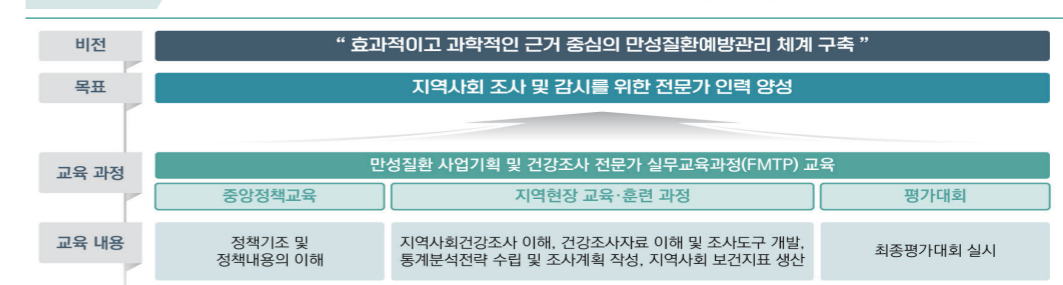 비전
“ 효과적이고 과학적인 근거 중심의 만성질환예방관리 체계 구축 ”
목표
지역사회 조사 및 감시를 위한 전문가 인력 양성
교육 과정
만성질환 사업기획 및 건강조사 전문가 실무교육과정(FMTP) 교육
중앙정책교육
지역현장 교육·훈련 과정
평가대회
교육 내용
정책기조 및
정책내용의 이해
지역사회건강조사 이해, 건강조사자료 이해 및 조사도구 개발,
통계분석전략 수립 및 조사계획 작성, 지역사회 보건지표 생산
최종평가대회 실시